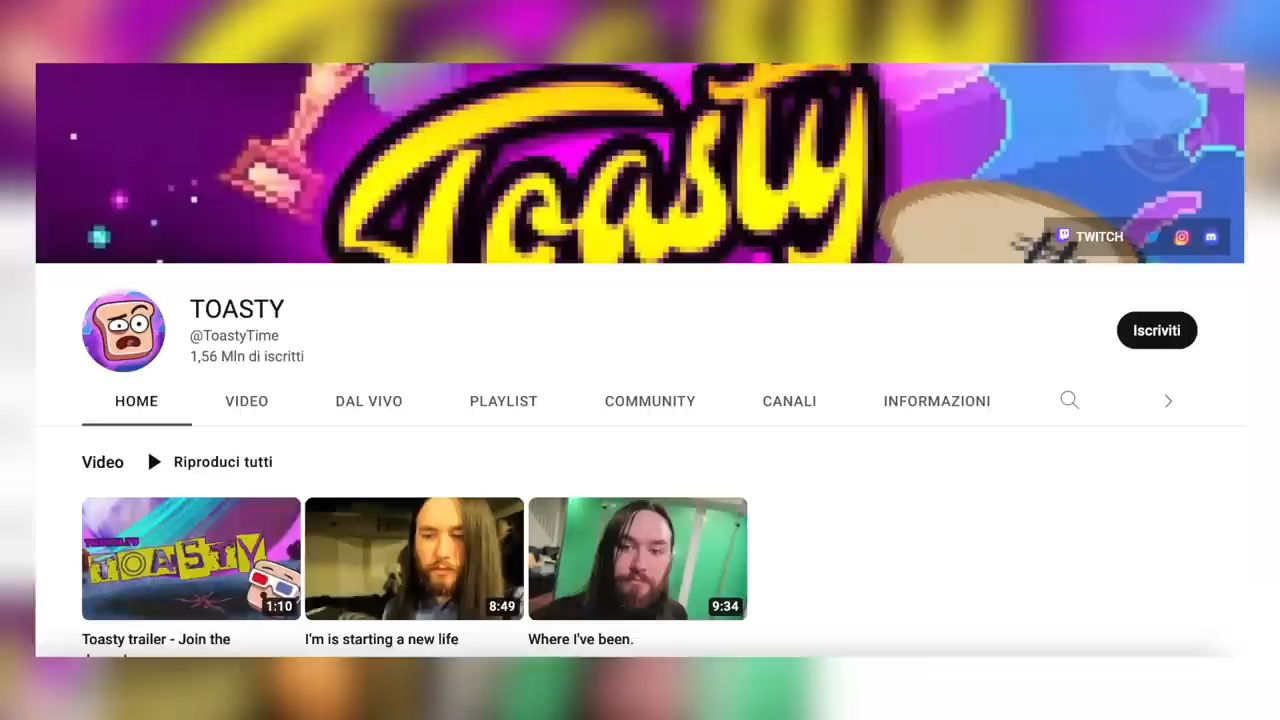 Toasty
TWITCH
TOASTY
@ToastyTime
1,56 Mln di iscritti
Iscriviti
HOME
VIDEO
DAL VIVO
PLAYLIST
COMMUNITY
CANALI
INFORMAZIONI
Video
Riproduci tutti
TOASTY
1:10
8:49
9:34
Toasty trailer - Join the
I'm is starting a new life
Where I've been.